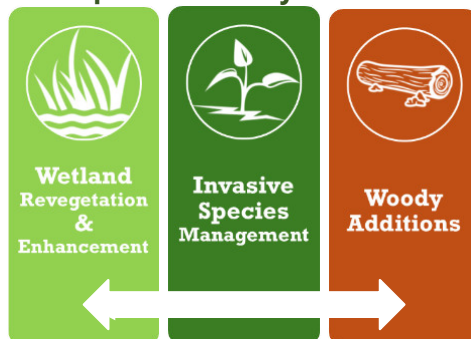 Wetland
Revegetation
&
Enhancement
Invasive
Species
Management
Woody
Additions